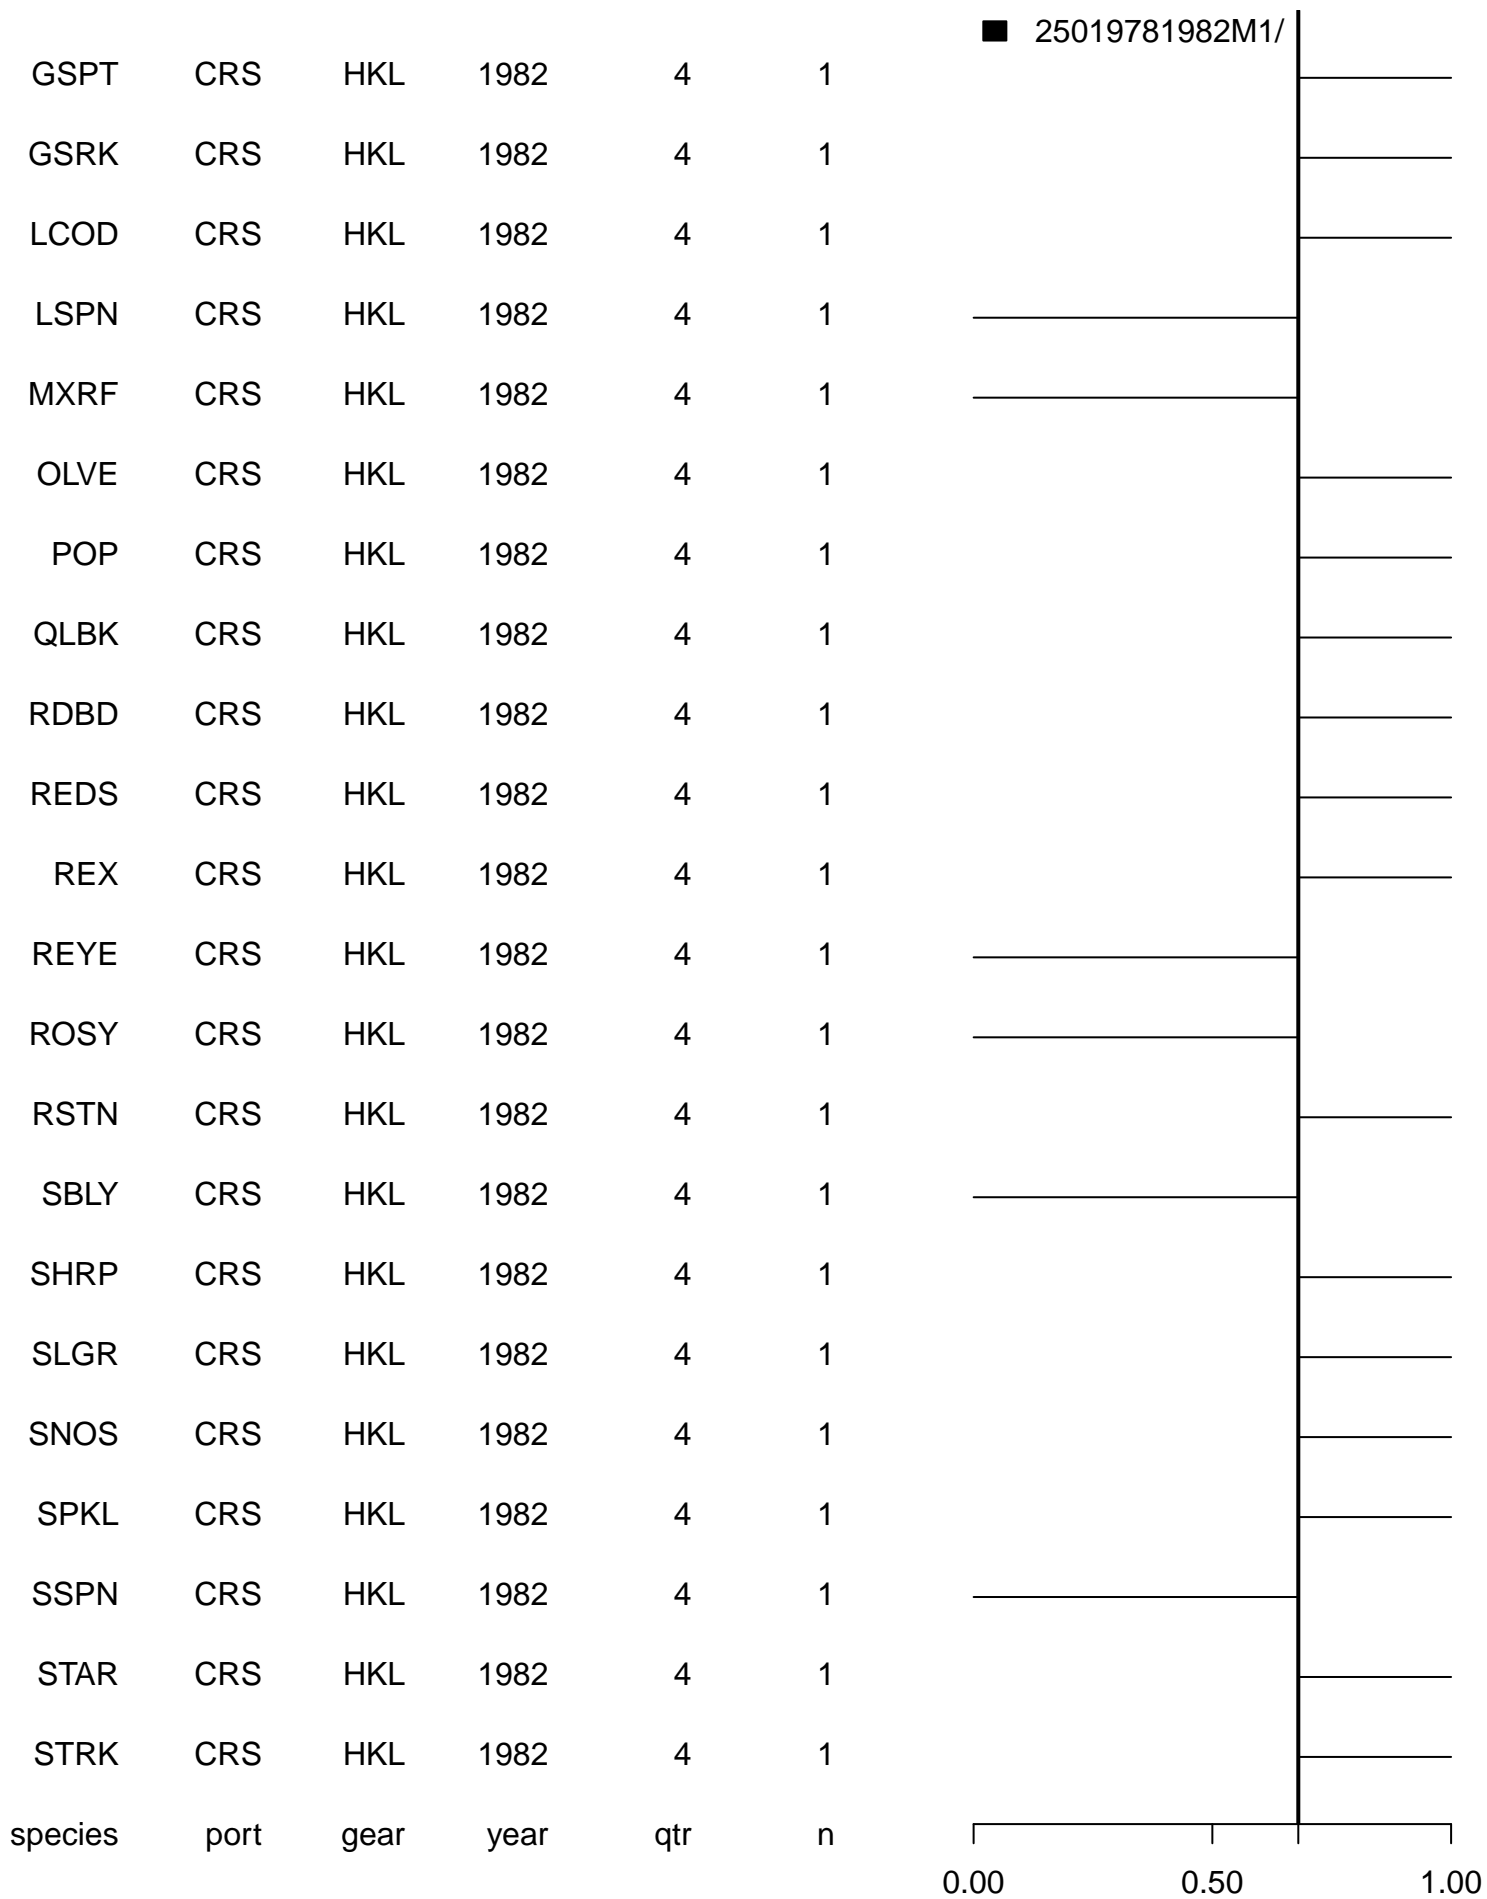 25019781982M1/
GSPT CRS HKL 1982 4 1
GSRK CRS HKL 1982 4 1
LCOD CRS HKL 1982 4 1
LSPN CRS HKL 1982 4 1
MXRF CRS HKL 1982 4 1
OLVE CRS HKL 1982 4 1
POP CRS HKL 1982 4 1
QLBK CRS HKL 1982 4 1
RDBD CRS HKL 1982 4 1
REDS CRS HKL 1982 4 1
REX CRS HKL 1982 4 1
REYE CRS HKL 1982 4 1
ROSY CRS HKL 1982 4 1
RSTN CRS HKL 1982 4 1
SBLY CRS HKL 1982 4 1
SHRP CRS HKL 1982 4 1
SLGR CRS HKL 1982 4 1
SNOS CRS HKL 1982 4 1
SPKL CRS HKL 1982 4 1
SSPN CRS HKL 1982 4 1
STAR CRS HKL 1982 4 1
STRK CRS HKL 1982 4 1
species port gear year qtr n
0.00 0.50 1.00